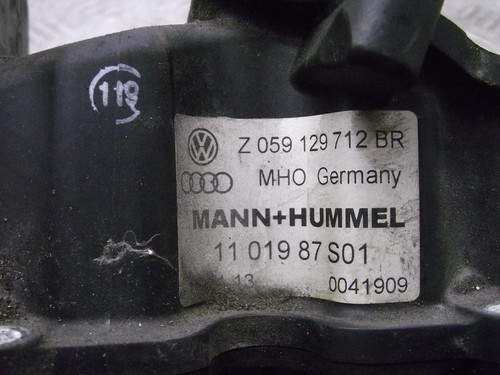 119
Z 059 129 712 BR
MHO Germany
MANN+HUMMEL
11 019 87 S01
13 0041909